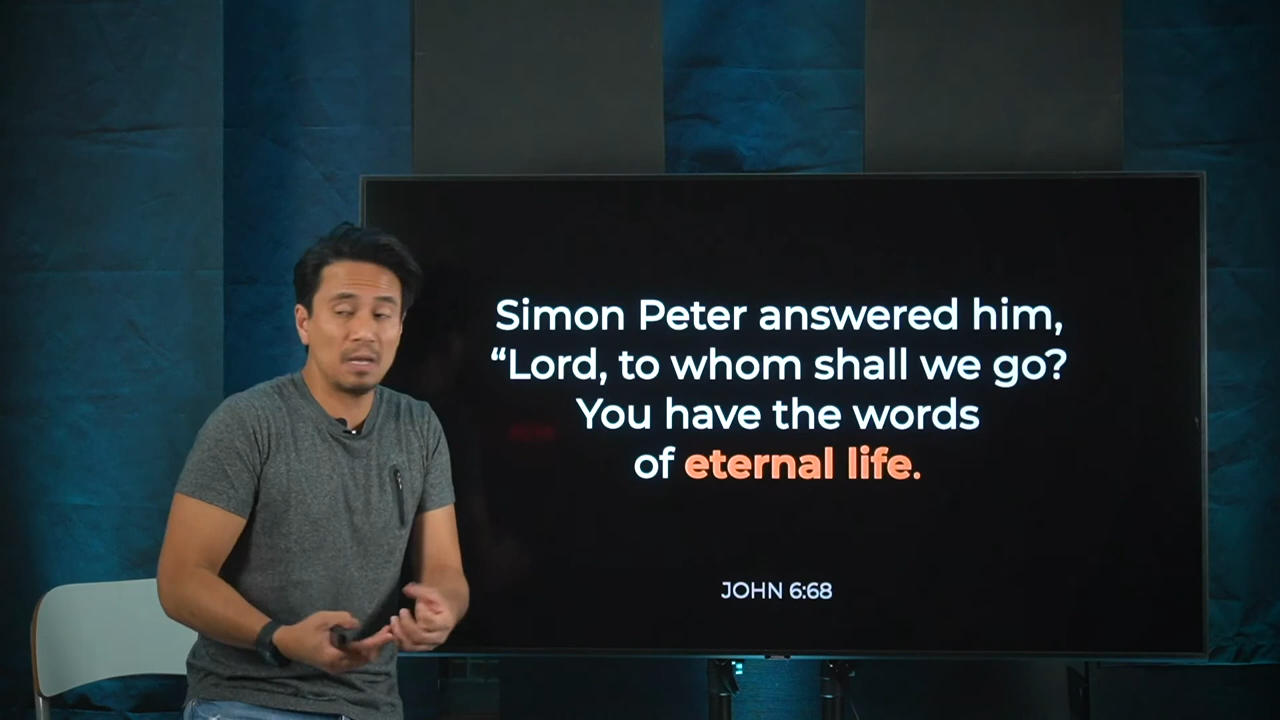 Simon Peter answered him,
“Lord, to whom shall we go?
You have the words
of eternal life.
JOHN 6:68